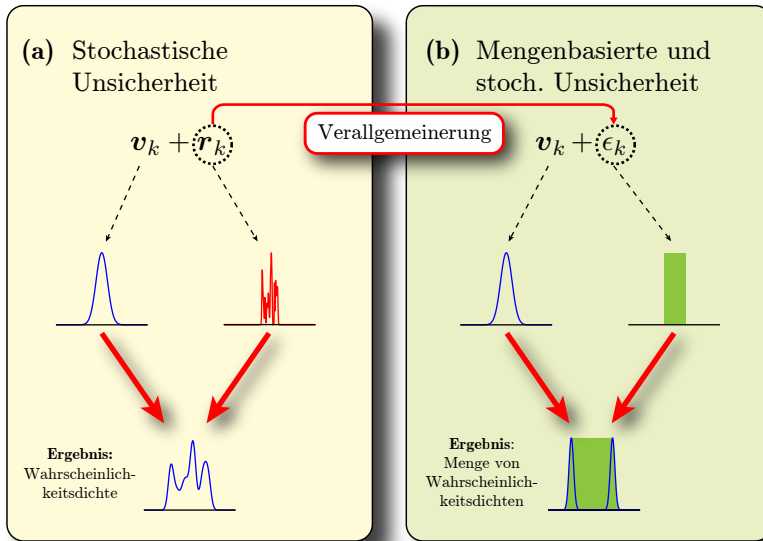 (a) Stochastische
Unsicherheit
v_k + r_k
Ergebnis:
Wahrscheinlich-
keitsdichte
Verallgemeinerung
(b) Mengenbasierte und
stoch. Unsicherheit
v_k + ϵ_k
Ergebnis:
Menge von
Wahrscheinlich-
keitsdichten